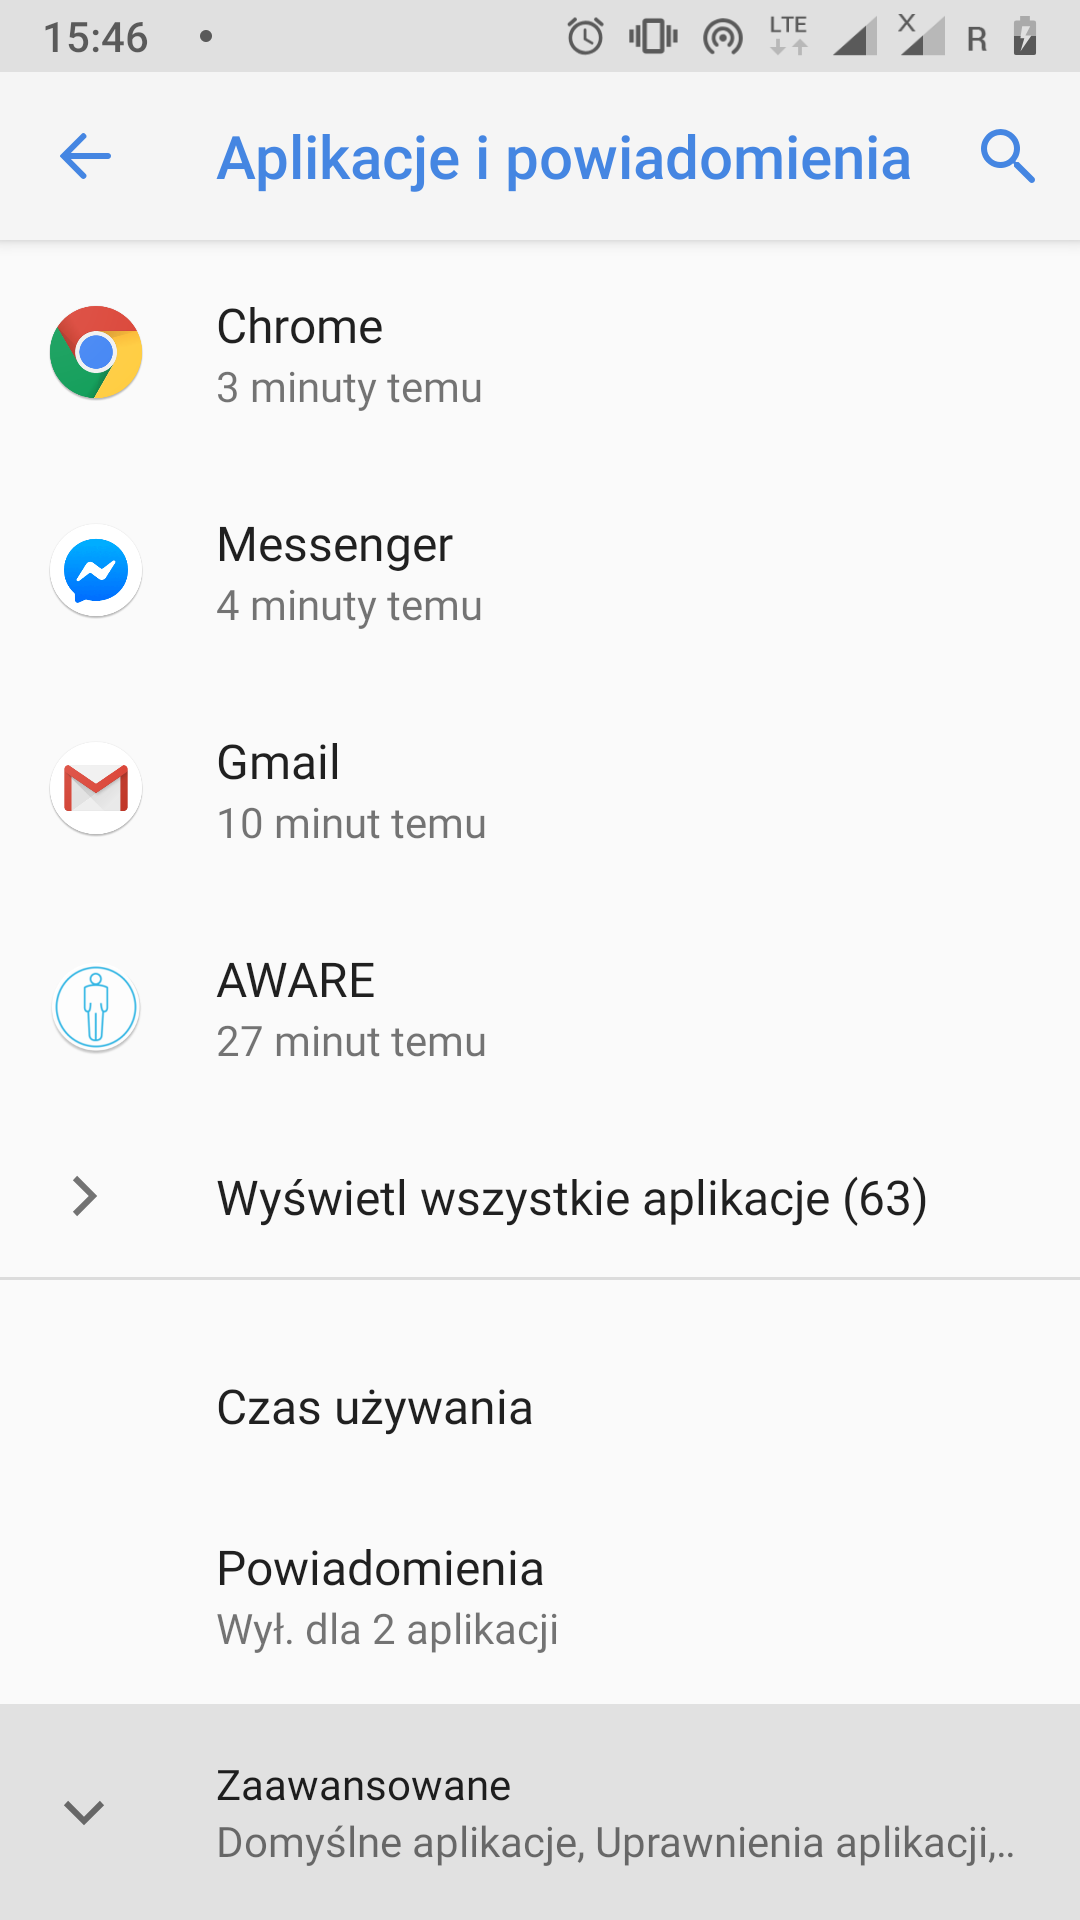 15:46
LTE
X
R
Aplikacje i powiadomienia
Chrome
3 minuty temu
Messenger
4 minuty temu
Gmail
10 minut temu
AWARE
27 minut temu
Wyświetl wszystkie aplikacje (63)
Czas używania
Powiadomienia
Wył. dla 2 aplikacji
Zaawansowane
Domyślne aplikacje, Uprawnienia aplikacji,..